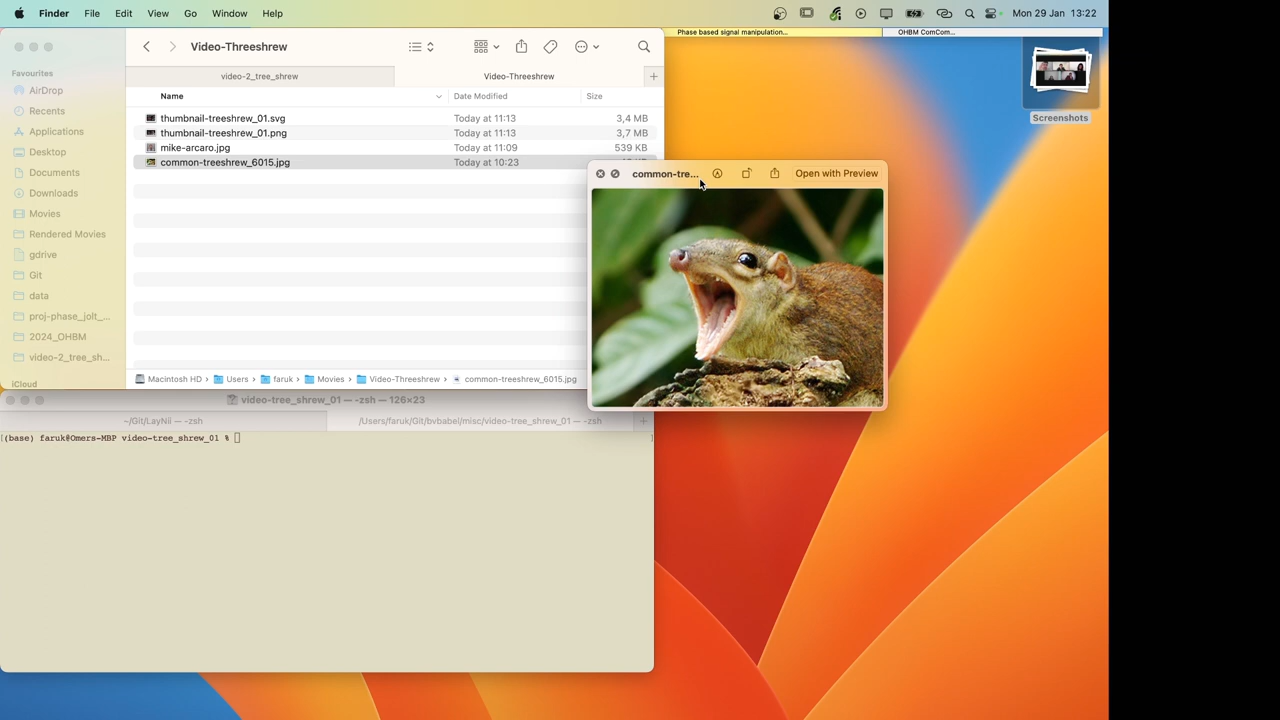 Finder File Edit View Go Window Help Mon 29 Jan 13:22
Phase based signal manipulation... OHBM ComCom...
Video-Threeshrew
video-2_tree_shrew Video-Threeshrew
Favourites
AirDrop
Recents
Applications
Desktop
Documents
Downloads
Movies
Rendered Movies
gdrive
Git
data
proj-phase_jolt_...
2024_OHBM
video-2_tree_sh...
iCloud
Name Date Modified Size
thumbnail-treeshrew_01.svg Today at 11:13 3,4 MB
thumbnail-treeshrew_01.png Today at 11:13 3,7 MB
mike-arcaro.jpg Today at 11:09 539 KB
common-treeshrew_6015.jpg Today at 10:23
Macintosh HD › Users › faruk › Movies › Video-Threeshrew › common-treeshrew_6015.jpg
common-tre... Open with Preview
Screenshots
video-tree_shrew_01 — -zsh — 126×23
~/Git/LayNii — -zsh /Users/faruk/Git/bvbabel/misc/video-tree_shrew_01 — -zsh
[(base) faruk@Omers-MBP video-tree_shrew_01 % ]